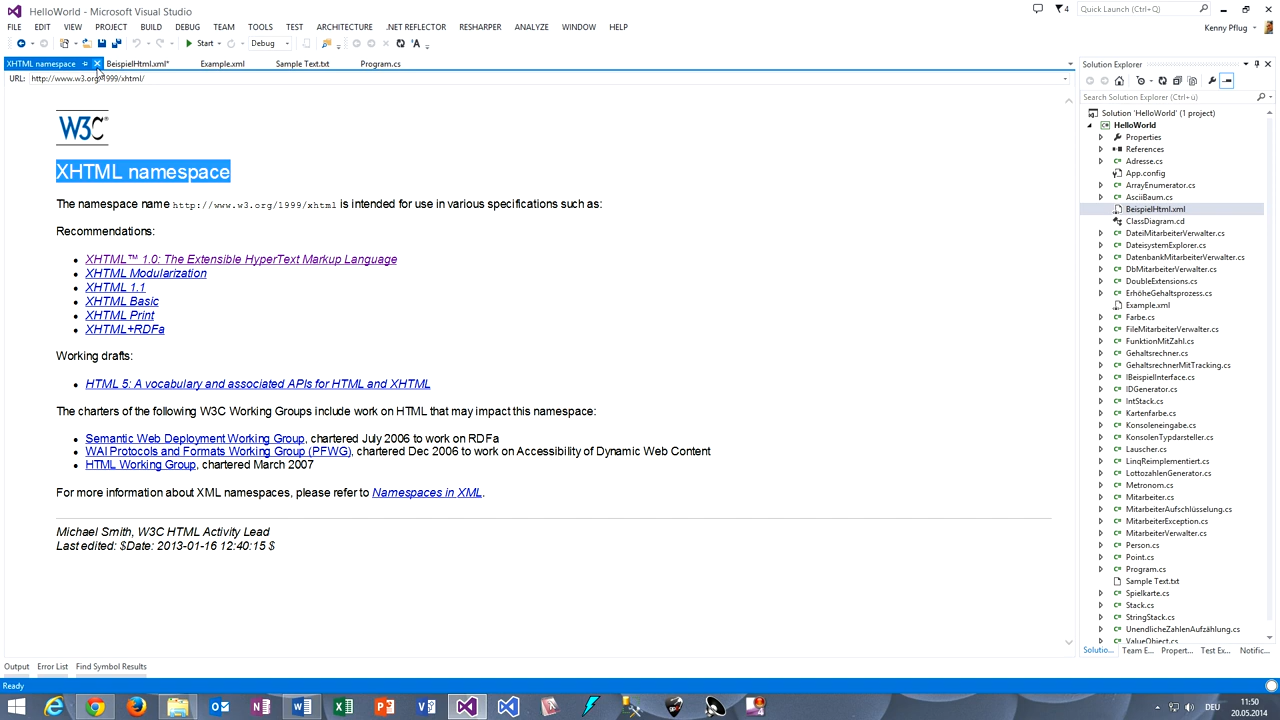 HelloWorld - Microsoft Visual Studio
4
Quick Launch (Ctrl+Q)
FILE EDIT VIEW PROJECT BUILD DEBUG TEAM TOOLS TEST ARCHITECTURE .NET REFLECTOR RESHARPER ANALYZE WINDOW HELP
Kenny Pflug
Start
Debug
XHTML namespace
BeispielHtml.xml*
Example.xml
Sample Text.txt
Program.cs
URL: http://www.w3.org/1999/xhtml/
W3C®
XHTML namespace
The namespace name http://www.w3.org/1999/xhtml is intended for use in various specifications such as:
Recommendations:
XHTML™ 1.0: The Extensible HyperText Markup Language
XHTML Modularization
XHTML 1.1
XHTML Basic
XHTML Print
XHTML+RDFa
Working drafts:
HTML 5: A vocabulary and associated APIs for HTML and XHTML
The charters of the following W3C Working Groups include work on HTML that may impact this namespace:
Semantic Web Deployment Working Group, chartered July 2006 to work on RDFa
WAI Protocols and Formats Working Group (PFWG), chartered Dec 2006 to work on Accessibility of Dynamic Web Content
HTML Working Group, chartered March 2007
For more information about XML namespaces, please refer to Namespaces in XML.
Michael Smith, W3C HTML Activity Lead
Last edited: $Date: 2013-01-16 12:40:15 $
Solution Explorer
Search Solution Explorer (Ctrl+ü)
Solution 'HelloWorld' (1 project)
HelloWorld
Properties
References
Adresse.cs
App.config
ArrayEnumerator.cs
AsciiBaum.cs
BeispielHtml.xml
ClassDiagram.cd
DateiMitarbeiterVerwalter.cs
DateisystemExplorer.cs
DatenbankMitarbeiterVerwalter.cs
DbMitarbeiterVerwalter.cs
DoubleExtensions.cs
ErhöheGehaltsprozess.cs
Example.xml
Farbe.cs
FileMitarbeiterVerwalter.cs
FunktionMitZahl.cs
Gehaltsrechner.cs
GehaltsrechnerMitTracking.cs
IBeispielInterface.cs
IDGenerator.cs
IntStack.cs
Kartenfarbe.cs
Konsoleneingabe.cs
KonsolenTypdarsteller.cs
Lauscher.cs
LinqReimplementiert.cs
LottozahlenGenerator.cs
Metronom.cs
Mitarbeiter.cs
MitarbeiterAufschlüsselung.cs
MitarbeiterException.cs
MitarbeiterVerwalter.cs
Person.cs
Point.cs
Program.cs
Sample Text.txt
Spielkarte.cs
Stack.cs
StringStack.cs
UnendlicheZahlenAufzählung.cs
ValueObject.cs
Solutio... Team E... Propert... Test Ex... Notific...
Output Error List Find Symbol Results
Ready
DEU
11:50
20.05.2014